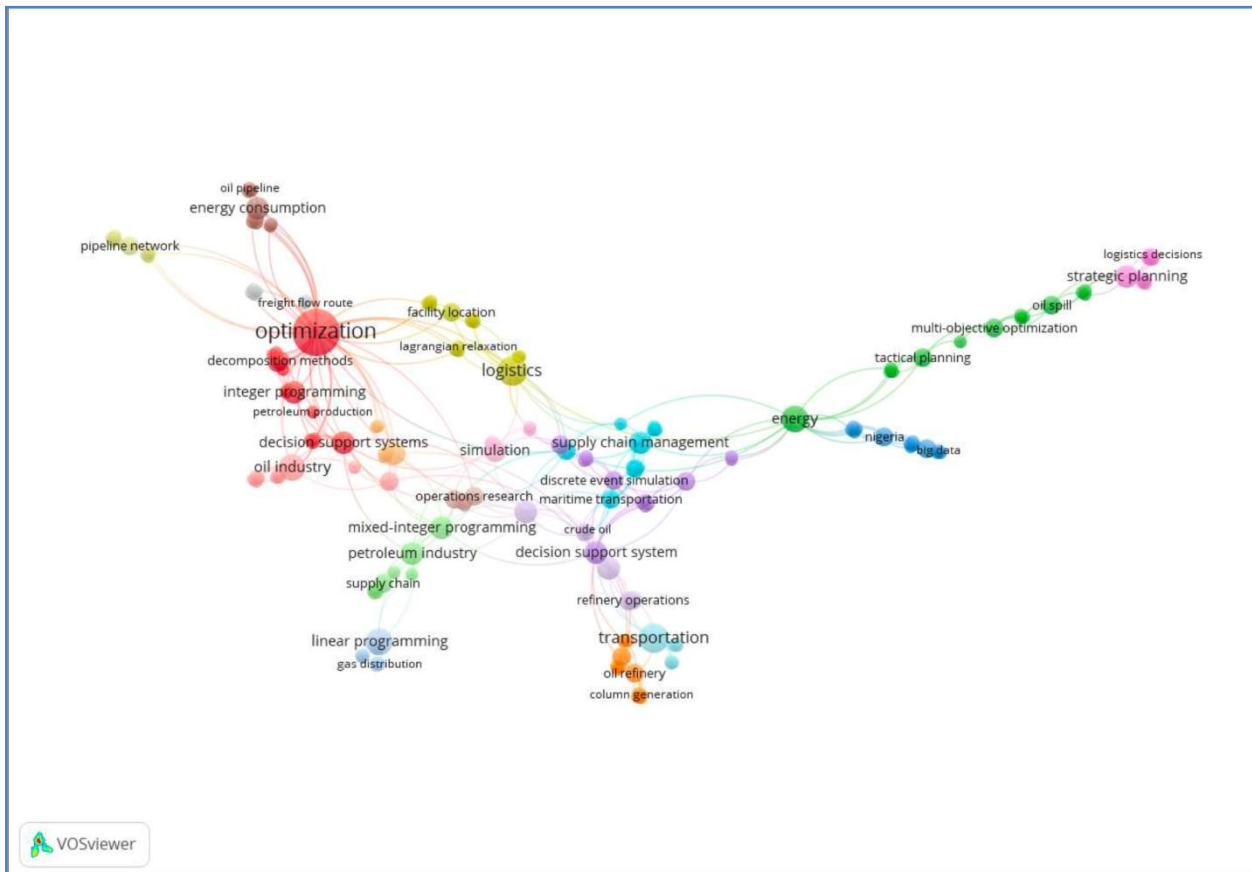 oil pipeline
energy consumption
pipeline network
logistics decisions
strategic planning
freight flow route
facility location
oil spill
optimization
multi-objective optimization
lagrangian relaxation
decomposition methods
tactical planning
logistics
integer programming
petroleum production
energy
decision support systems
supply chain management
nigeria
simulation
big data
oil industry
discrete event simulation
operations research
maritime transportation
mixed-integer programming
crude oil
petroleum industry
decision support system
supply chain
refinery operations
linear programming
transportation
gas distribution
oil refinery
column generation
VOSviewer